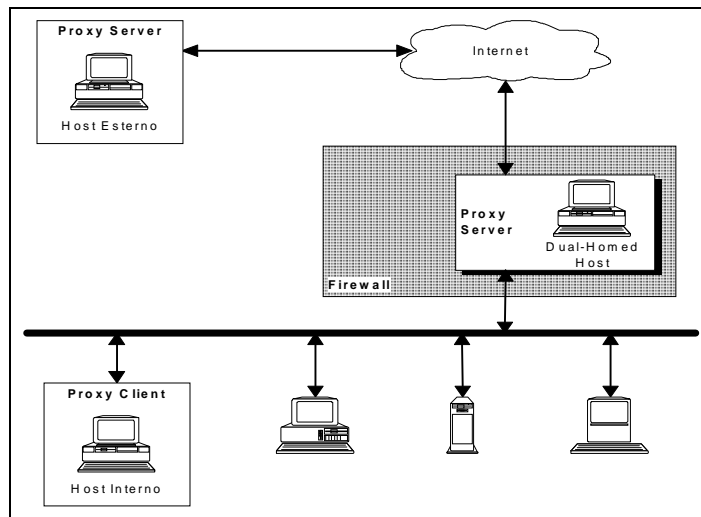 Proxy Server
Host Esterno
Internet
Proxy
Server
Dual-Homed
Host
Firewall
Proxy Client
Host Interno